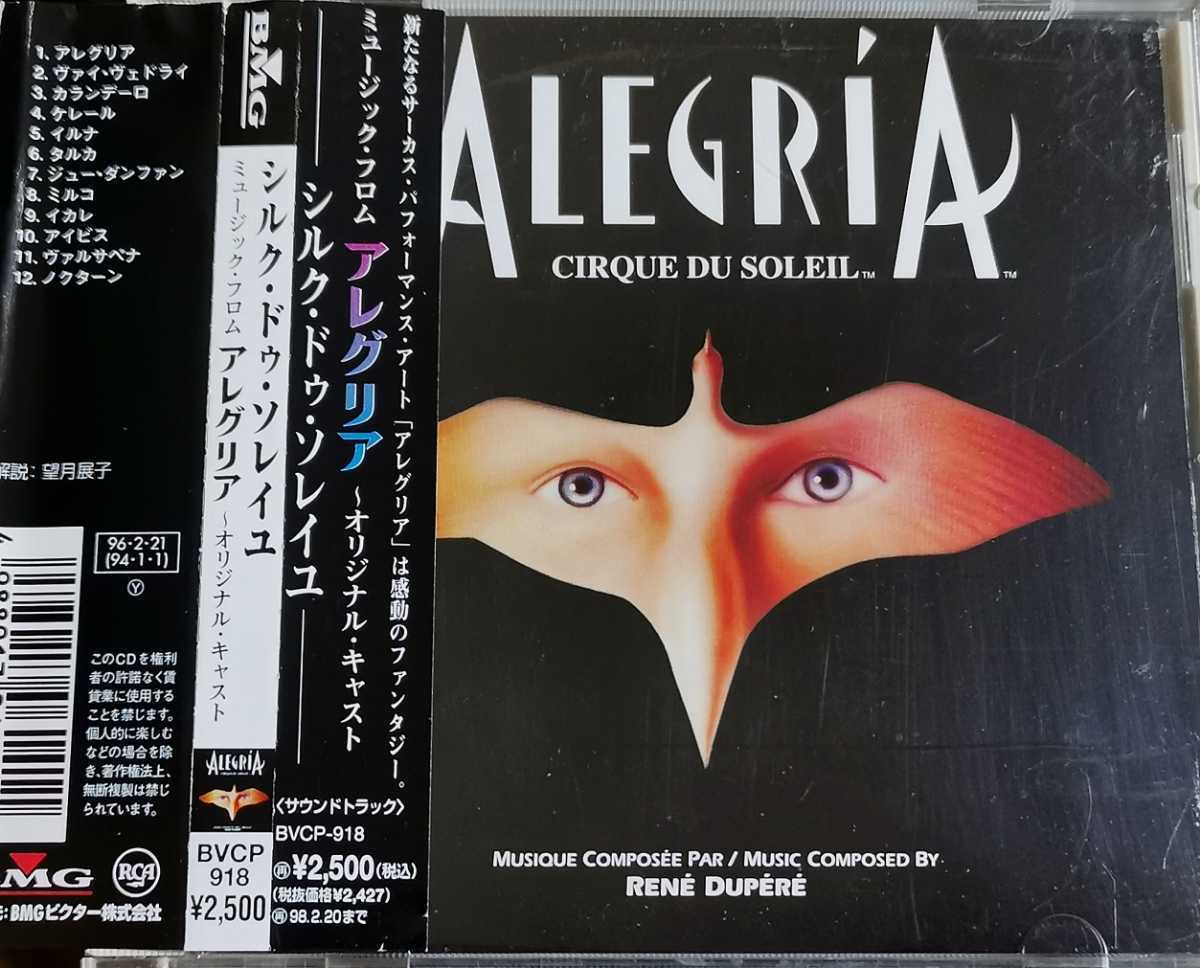 1. アレグリア
2. ヴァイ・ヴェドライ
3. カランデーロ
4. ケレール
5. イルナ
6. タルカ
7. ジュー・ダンファン
8. ミルコ
9. イカレ
10. アイビス
11. ヴァルサペナ
12. ノクターン
解説: 望月展子
96・2・21
(94・1・1)
Y
このCDを権利
者の許諾なく賃
貸業に使用する
ことを禁じます。
個人的に楽しむ
などの場合を除
き、著作権法上、
無断複製は禁じ
られています。
BMG
RCA
BMGビクター株式会社
BMG
シルク・ドゥ・ソレイユ
ミュージック・フロム アレグリア ~オリジナル・キャスト
ALEGRÍA
BVCP
918
¥2,500
新たなるサーカス・パフォーマンス・アート「アレグリア」は感動のファンタジー。
ミュージック・フロム アレグリア ~オリジナル・キャスト
シルク・ドゥ・ソレイユ
〈サウンドトラック〉
BVCP-918
再¥2,500(税込)
(税抜価格¥2,427)
再98.2.20まで
ALEGRÍA™
CIRQUE DU SOLEIL™
MUSIQUE COMPOSÉE PAR / MUSIC COMPOSED BY
RENÉ DUPÉRÉ